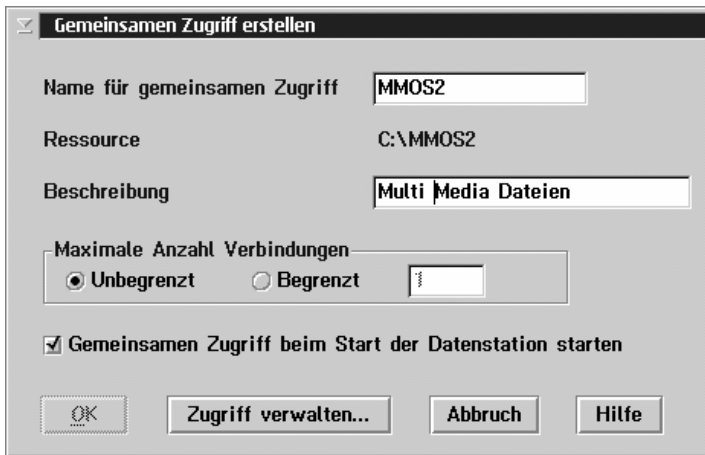 Gemeinsamen Zugriff erstellen
Name für gemeinsamen Zugriff MMOS2
Ressource C:\MMOS2
Beschreibung Multi Media Dateien
Maximale Anzahl Verbindungen
Unbegrenzt Begrenzt 1
Gemeinsamen Zugriff beim Start der Datenstation starten
OK Zugriff verwalten... Abbruch Hilfe